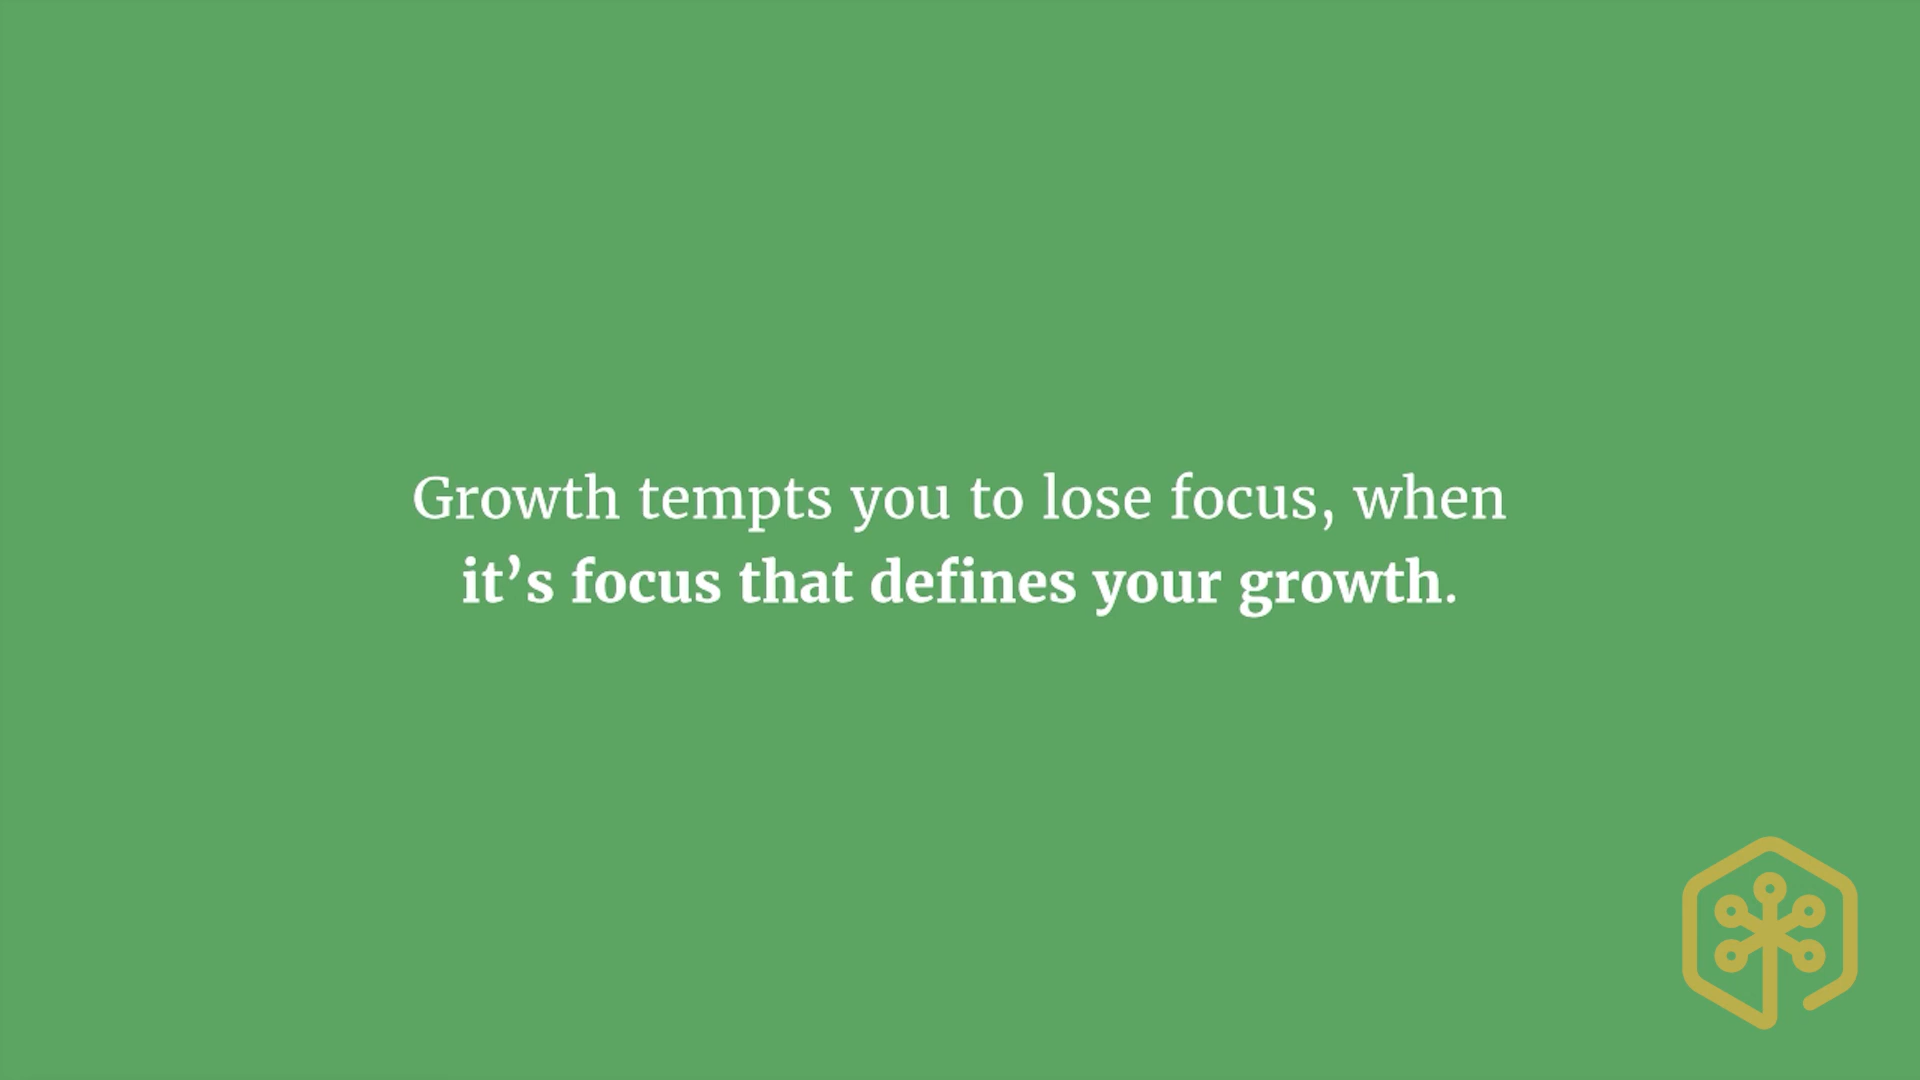 Growth tempts you to lose focus, when
it’s focus that defines your growth.